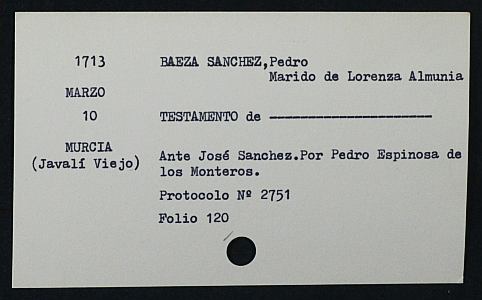 1713
BAEZA SANCHEZ,Pedro
Marido de Lorenza Almunia
MARZO
10
TESTAMENTO de ----------------------
MURCIA
(Javalí Viejo)
Ante José Sanchez.Por Pedro Espinosa de
los Monteros.
Protocolo Nº 2751
Folio 120